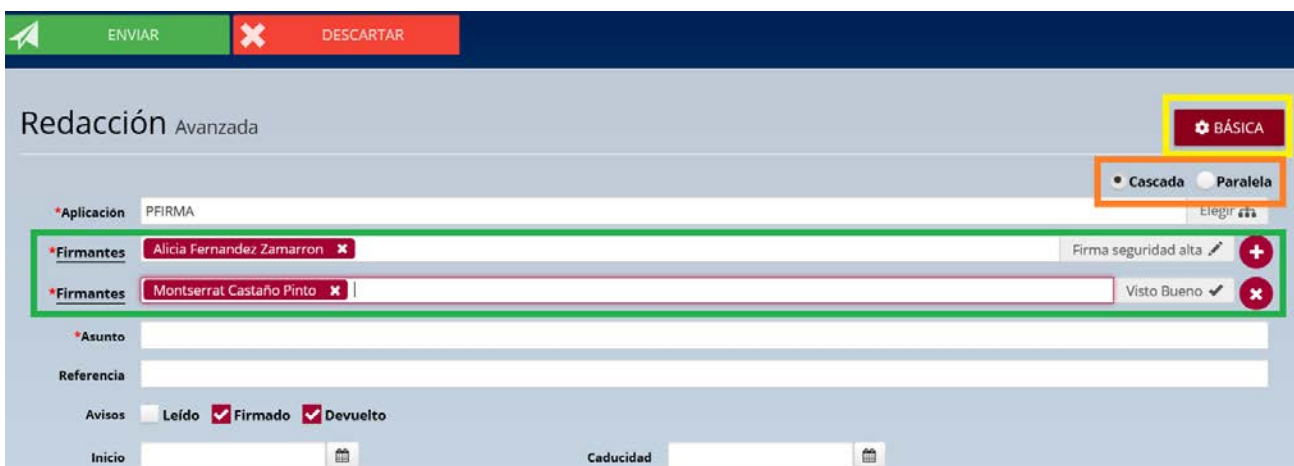 ENVIAR DESCARTAR
Redacción Avanzada
BÁSICA
Cascada Paralela
*Aplicación PFIRMA Elegir
*Firmantes Alicia Fernandez Zamarron Firma seguridad alta
*Firmantes Montserrat Castaño Pinto Visto Bueno
*Asunto
Referencia
Avisos Leído Firmado Devuelto
Inicio Caducidad